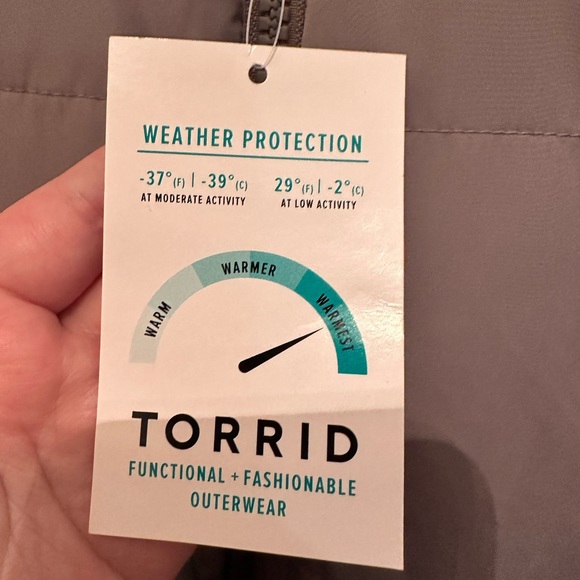 WEATHER PROTECTION
-37°(F) | -39°(C) 29°(F) | -2°(C)
AT MODERATE ACTIVITY AT LOW ACTIVITY
WARM WARMER WARMEST
TORRID
FUNCTIONAL + FASHIONABLE
OUTERWEAR